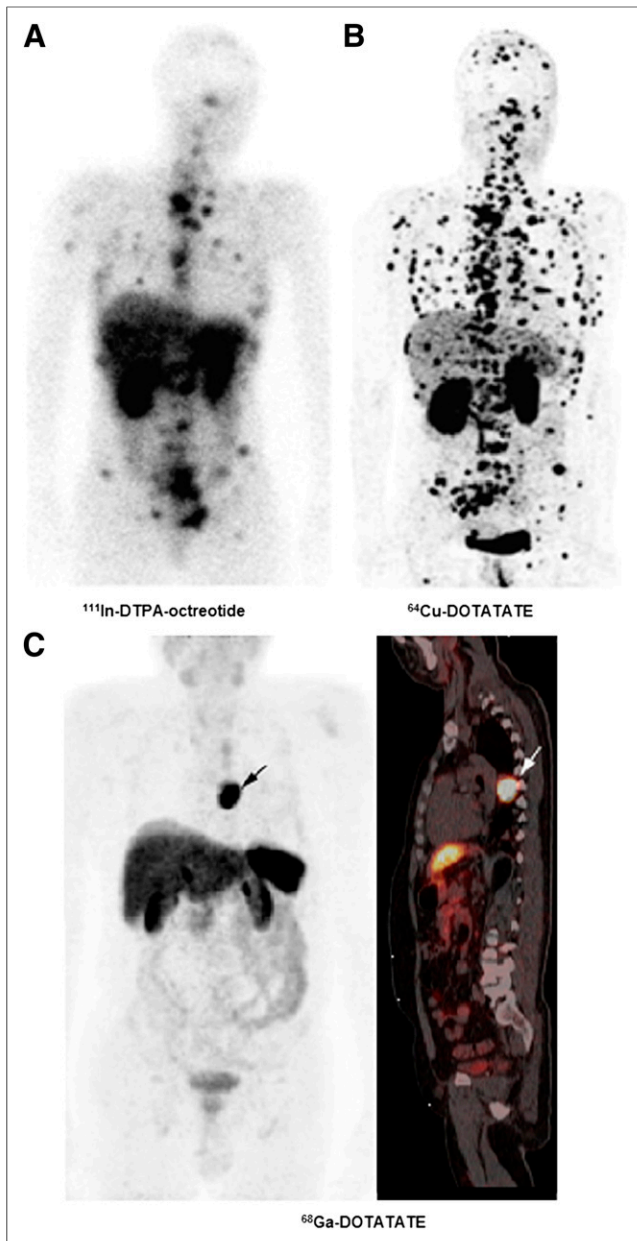 A
B
¹¹¹In-DTPA-octreotide
⁶⁴Cu-DOTATATE
C
⁶⁸Ga-DOTATATE